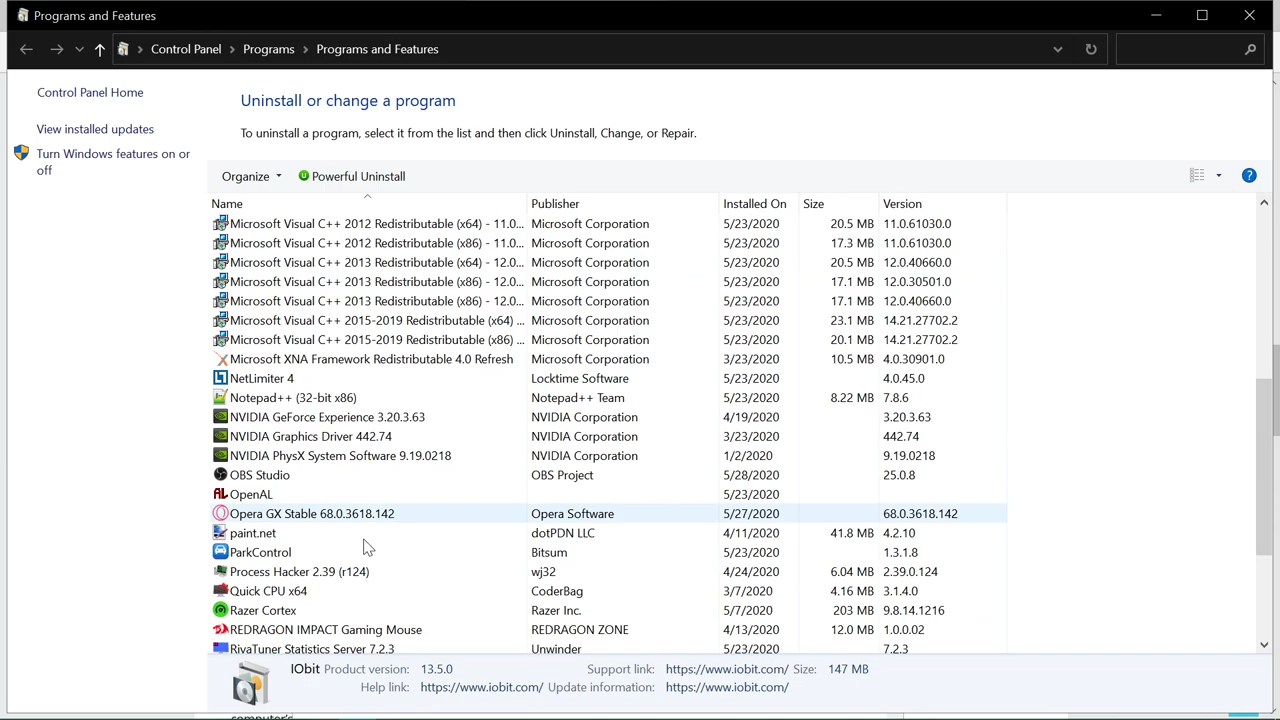 Programs and Features
Control Panel > Programs > Programs and Features
Control Panel Home
View installed updates
Turn Windows features on or
off
Uninstall or change a program
To uninstall a program, select it from the list and then click Uninstall, Change, or Repair.
Organize Powerful Uninstall
Name Publisher Installed On Size Version
Microsoft Visual C++ 2012 Redistributable (x64) - 11.0... Microsoft Corporation 5/23/2020 20.5 MB 11.0.61030.0
Microsoft Visual C++ 2012 Redistributable (x86) - 11.0... Microsoft Corporation 5/23/2020 17.3 MB 11.0.61030.0
Microsoft Visual C++ 2013 Redistributable (x64) - 12.0... Microsoft Corporation 5/23/2020 20.5 MB 12.0.40660.0
Microsoft Visual C++ 2013 Redistributable (x86) - 12.0... Microsoft Corporation 5/23/2020 17.1 MB 12.0.30501.0
Microsoft Visual C++ 2013 Redistributable (x86) - 12.0... Microsoft Corporation 5/23/2020 17.1 MB 12.0.40660.0
Microsoft Visual C++ 2015-2019 Redistributable (x64) ... Microsoft Corporation 5/23/2020 23.1 MB 14.21.27702.2
Microsoft Visual C++ 2015-2019 Redistributable (x86) ... Microsoft Corporation 5/23/2020 20.1 MB 14.21.27702.2
Microsoft XNA Framework Redistributable 4.0 Refresh Microsoft Corporation 3/23/2020 10.5 MB 4.0.30901.0
NetLimiter 4 Locktime Software 5/23/2020 4.0.45.0
Notepad++ (32-bit x86) Notepad++ Team 5/23/2020 8.22 MB 7.8.6
NVIDIA GeForce Experience 3.20.3.63 NVIDIA Corporation 4/19/2020 3.20.3.63
NVIDIA Graphics Driver 442.74 NVIDIA Corporation 3/23/2020 442.74
NVIDIA PhysX System Software 9.19.0218 NVIDIA Corporation 1/2/2020 9.19.0218
OBS Studio OBS Project 5/28/2020 25.0.8
OpenAL 5/23/2020
Opera GX Stable 68.0.3618.142 Opera Software 5/27/2020 68.0.3618.142
paint.net dotPDN LLC 4/11/2020 41.8 MB 4.2.10
ParkControl Bitsum 5/23/2020 1.3.1.8
Process Hacker 2.39 (r124) wj32 4/24/2020 6.04 MB 2.39.0.124
Quick CPU x64 CoderBag 3/7/2020 4.16 MB 3.1.4.0
Razer Cortex Razer Inc. 5/7/2020 203 MB 9.8.14.1216
REDRAGON IMPACT Gaming Mouse REDRAGON ZONE 4/13/2020 12.0 MB 1.0.0.02
RivaTuner Statistics Server 7.2.3 Unwinder 5/23/2020 7.2.3
IObit Product version: 13.5.0 Support link: https://www.iobit.com/ Size: 147 MB
Help link: https://www.iobit.com/ Update information: https://www.iobit.com/
computer's